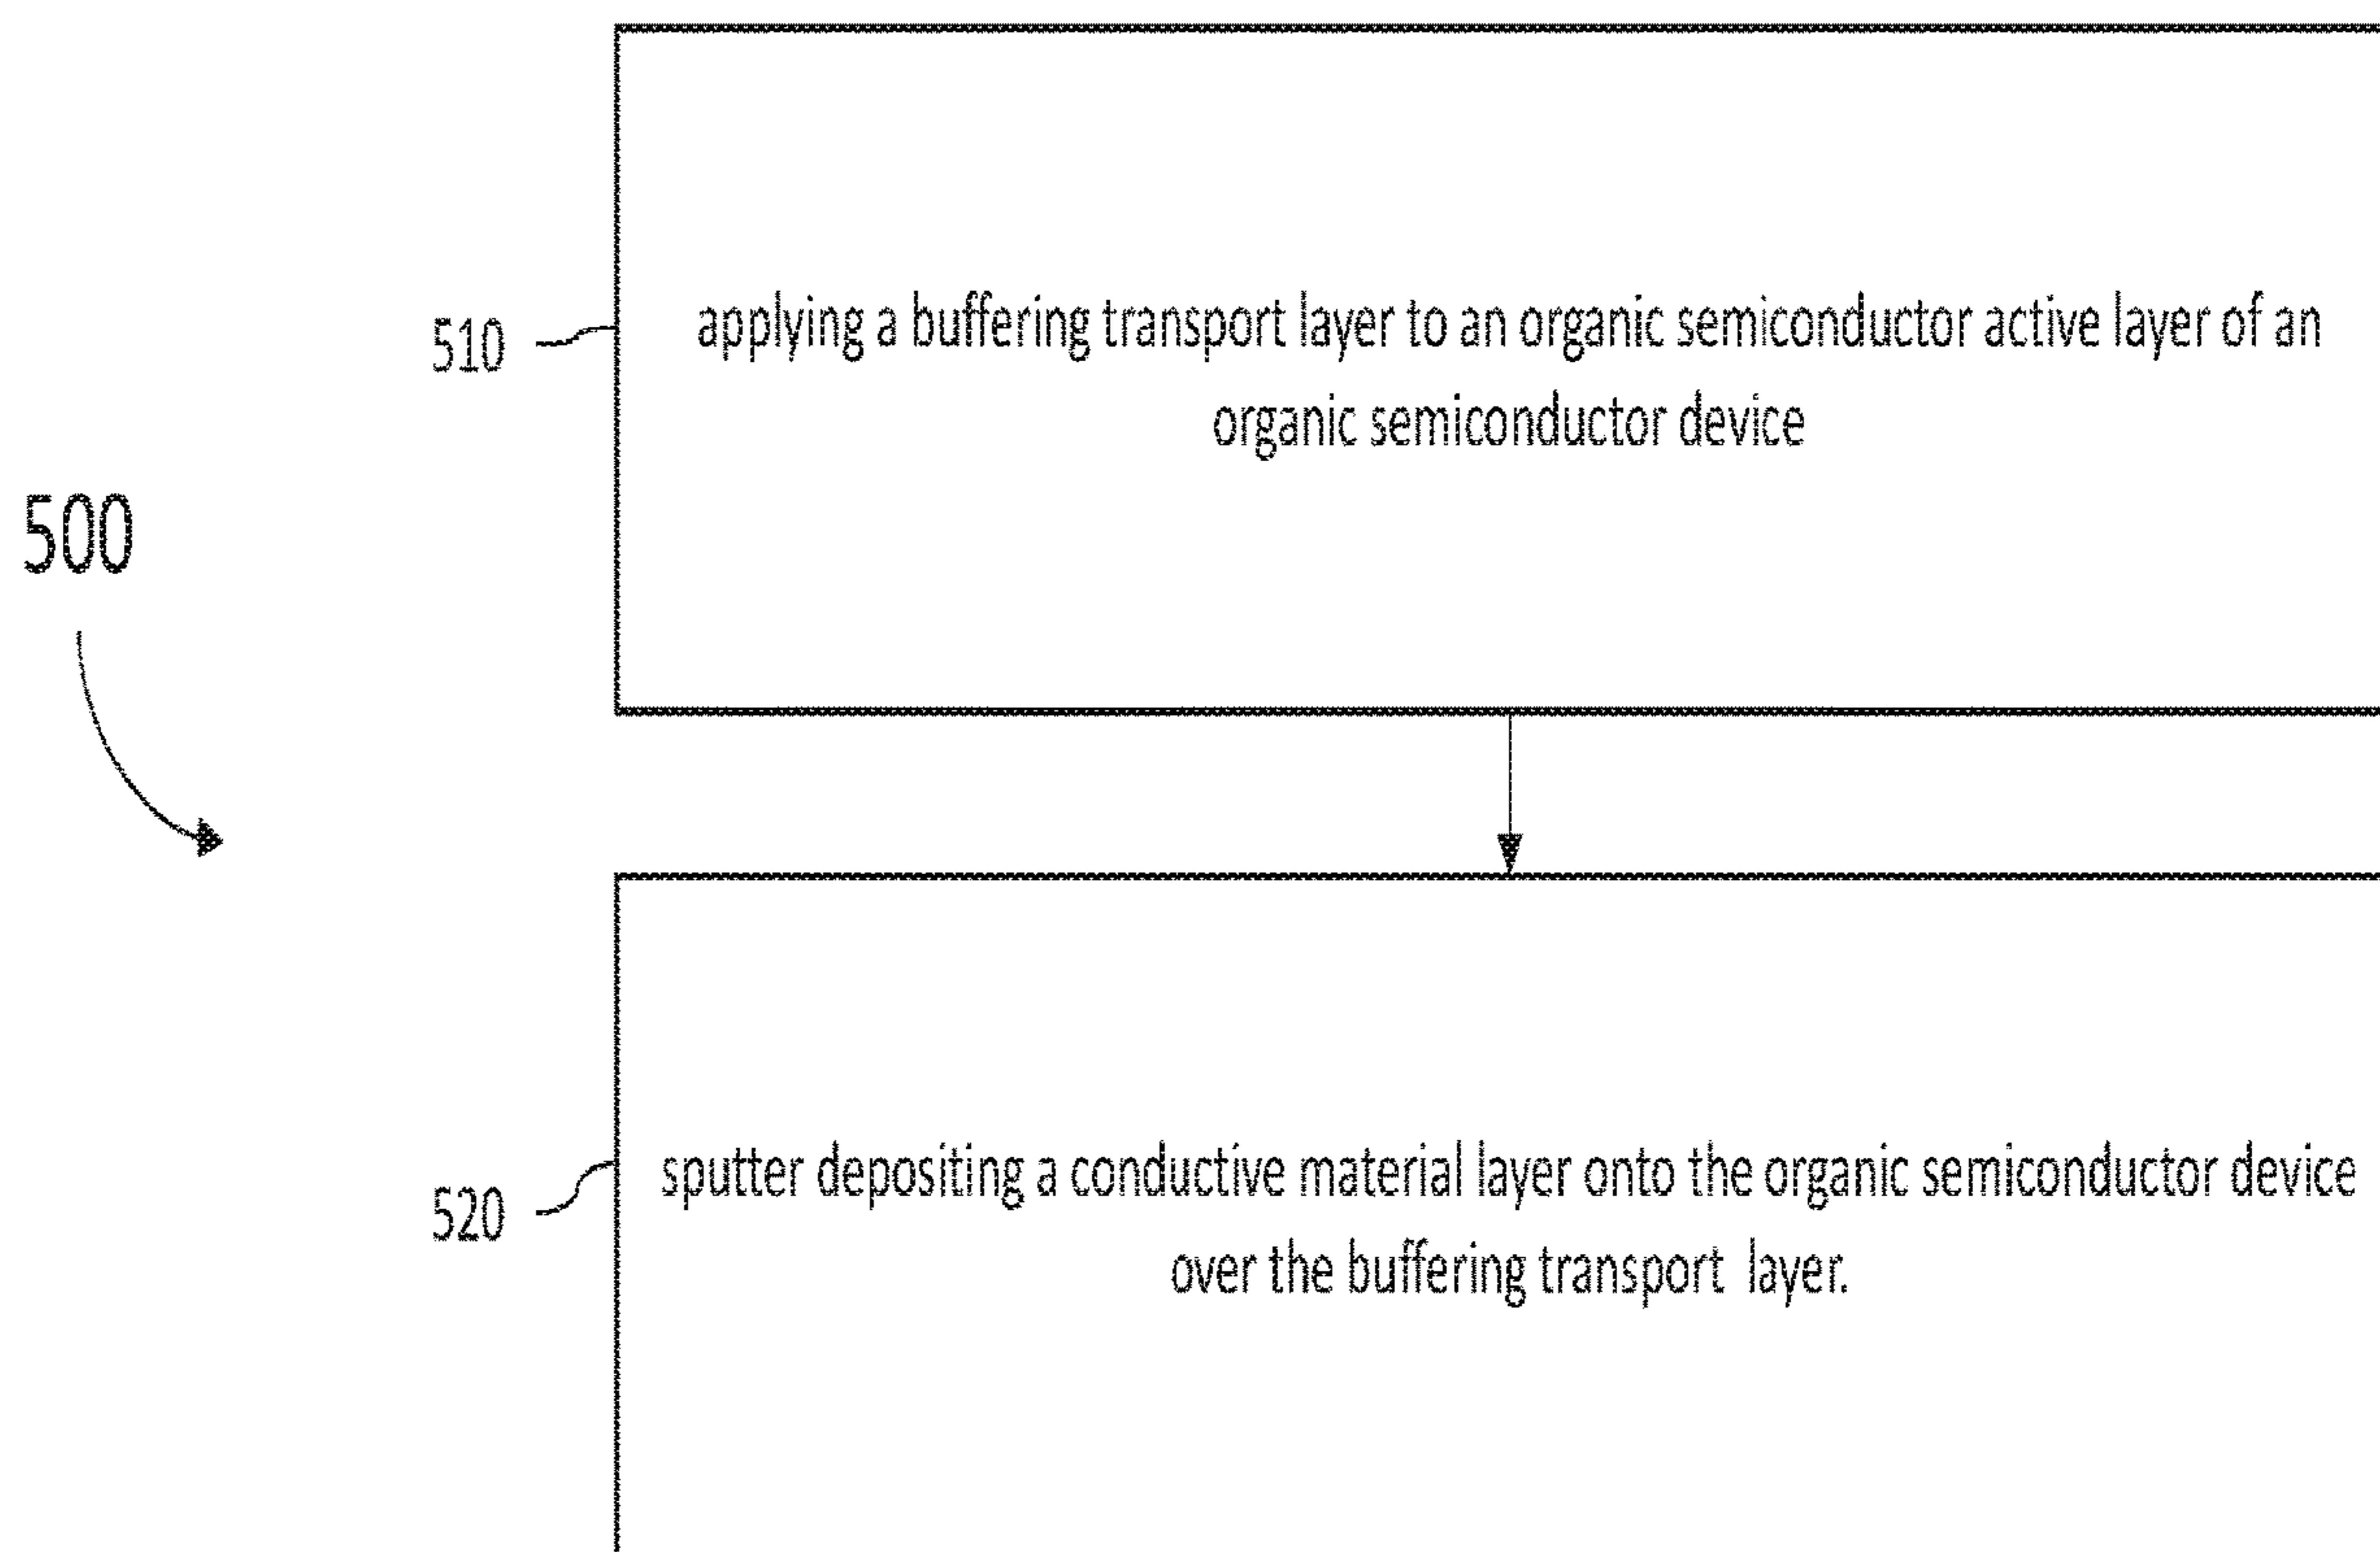 510
applying a buffering transport layer to an organic semiconductor active layer of an
organic semiconductor device
500
520
sputter depositing a conductive material layer onto the organic semiconductor device
over the buffering transport layer.